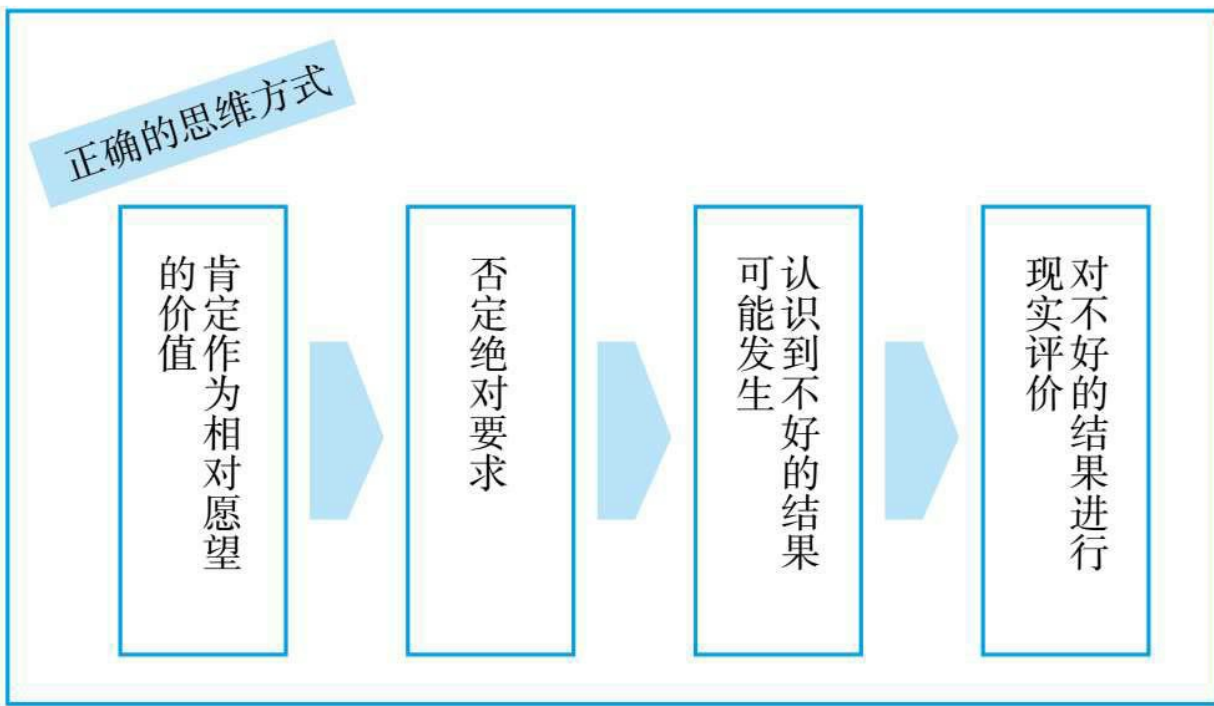 正确的思维方式
肯定作为相对愿望
的价值
否定绝对要求
认识到不好的结果
可能发生
对不好的结果进行
现实评价